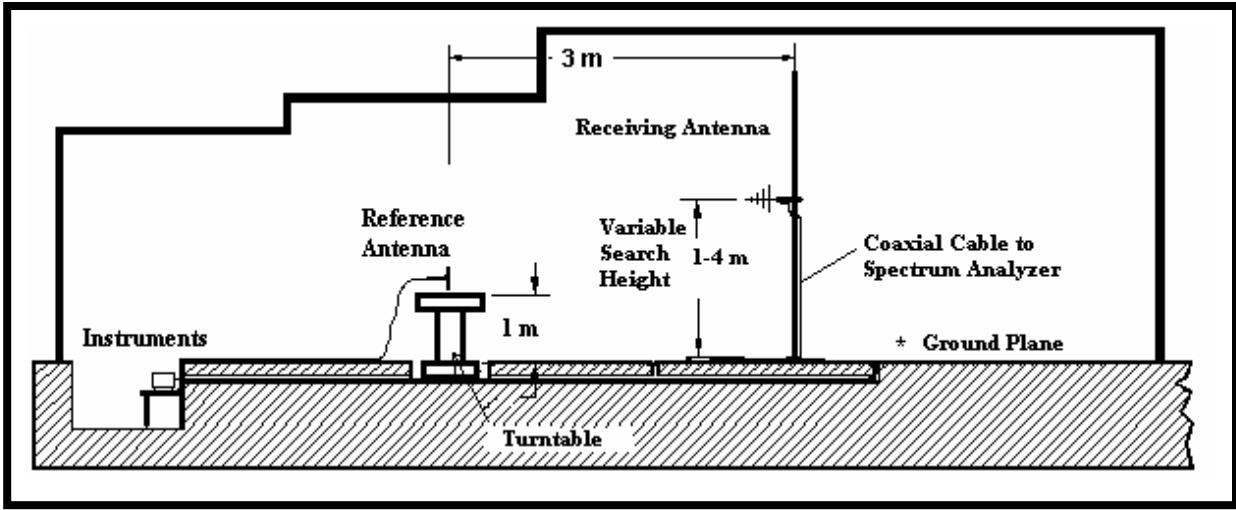 3 m
Receiving Antenna
Reference
Antenna
Variable
Search
Height
1-4 m
Coaxial Cable to
Spectrum Analyzer
1 m
Instruments
* Ground Plane
Turntable